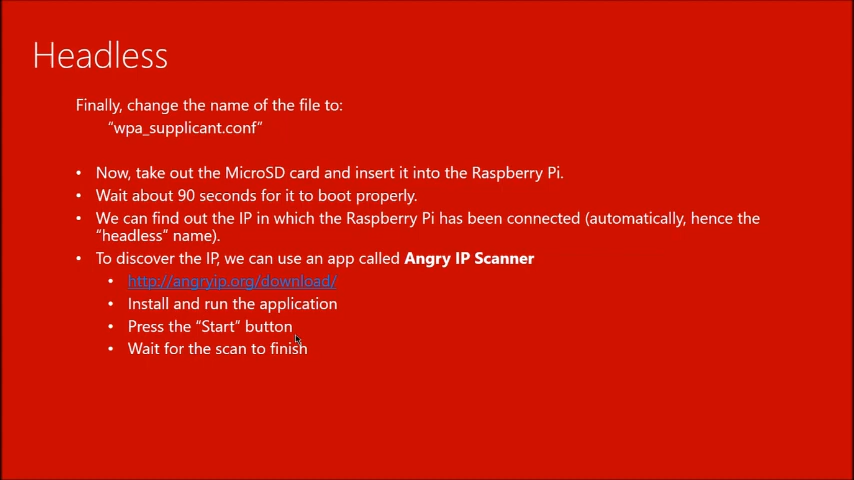 Headless
Finally, change the name of the file to:
"wpa_supplicant.conf"
• Now, take out the MicroSD card and insert it into the Raspberry Pi.
• Wait about 90 seconds for it to boot properly.
• We can find out the IP in which the Raspberry Pi has been connected (automatically, hence the
"headless" name).
• To discover the IP, we can use an app called Angry IP Scanner
• http://angryip.org/download/
• Install and run the application
• Press the "Start" button
• Wait for the scan to finish